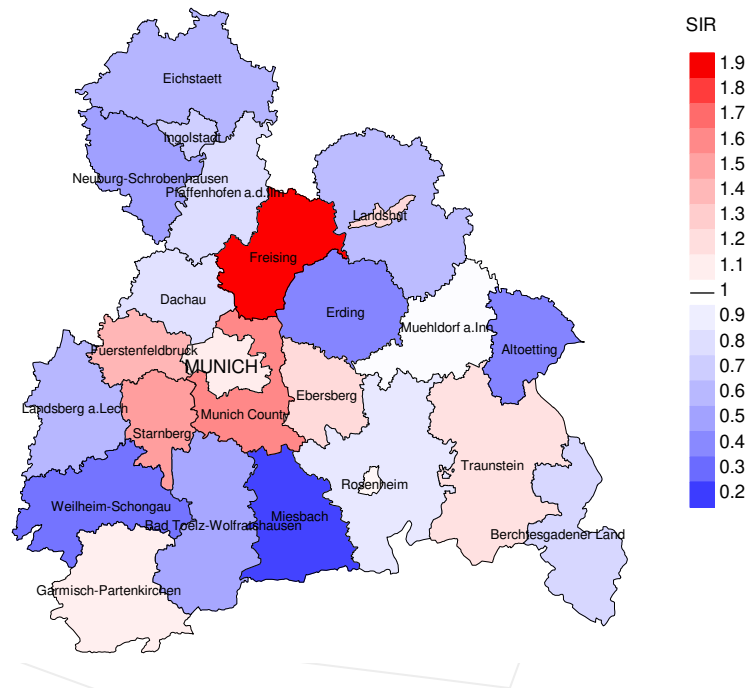 SIR
1.9
1.8
1.7
1.6
1.5
1.4
1.3
1.2
1.1
1
0.9
0.8
0.7
0.6
0.5
0.4
0.3
0.2
Eichstaett
Ingolstadt
Neuburg-Schrobenhausen
Pfaffenhofen a.d.Ilm
Landshut
Freising
Dachau
Erding
Muehldorf a.Inn
Altoetting
Fuerstenfeldbruck
MUNICH
Ebersberg
Landsberg a.Lech
Munich County
Starnberg
Traunstein
Rosenheim
Weilheim-Schongau
Miesbach
Bad Toelz-Wolfratshausen
Berchtesgadener Land
Garmisch-Partenkirchen